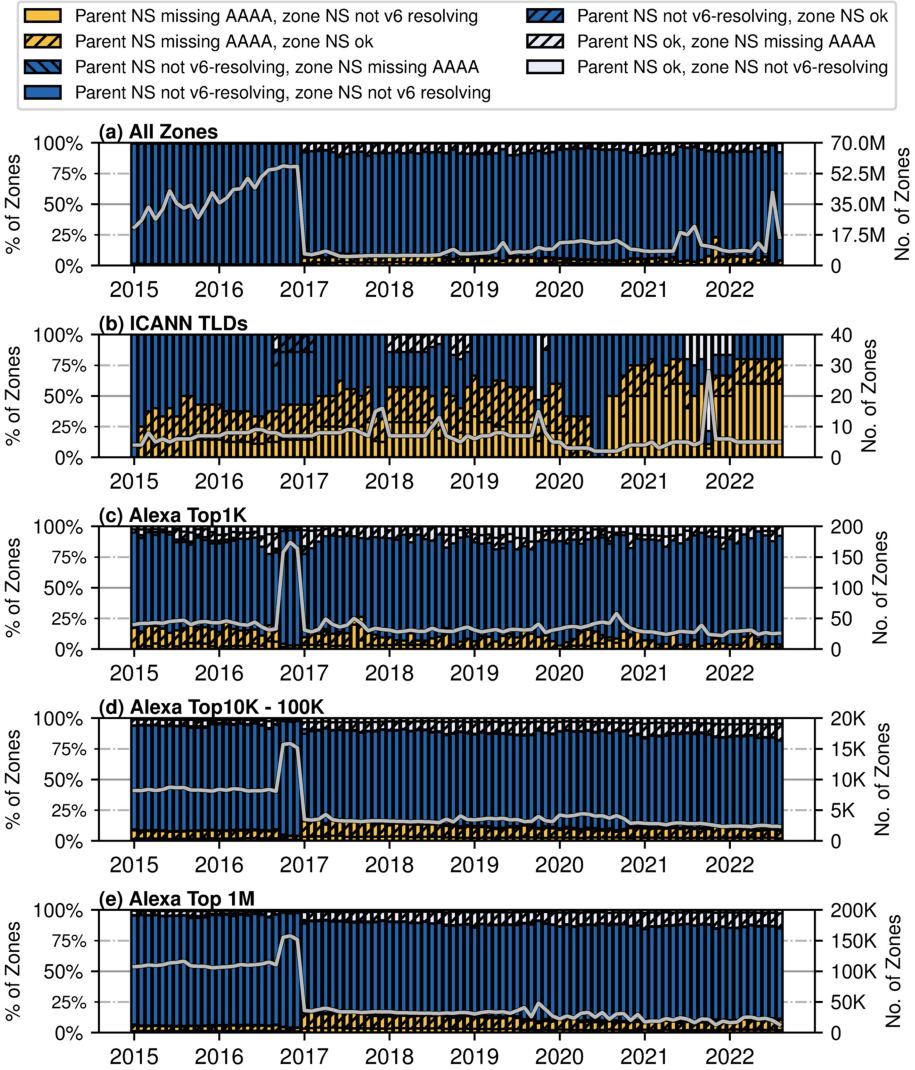 Parent NS missing AAAA, zone NS not v6 resolving
Parent NS missing AAAA, zone NS ok
Parent NS not v6-resolving, zone NS missing AAAA
Parent NS not v6-resolving, zone NS not v6 resolving
Parent NS not v6-resolving, zone NS ok
Parent NS ok, zone NS missing AAAA
Parent NS ok, zone NS not v6-resolving
(a) All Zones
% of Zones
100%
75%
50%
25%
0%
70.0M
52.5M
35.0M
17.5M
0
No. of Zones
2015 2016 2017 2018 2019 2020 2021 2022
(b) ICANN TLDs
% of Zones
100%
75%
50%
25%
0%
40
30
20
10
0
No. of Zones
2015 2016 2017 2018 2019 2020 2021 2022
(c) Alexa Top1K
% of Zones
100%
75%
50%
25%
0%
200
150
100
50
0
No. of Zones
2015 2016 2017 2018 2019 2020 2021 2022
(d) Alexa Top10K - 100K
% of Zones
100%
75%
50%
25%
0%
20K
15K
10K
5K
0
No. of Zones
2015 2016 2017 2018 2019 2020 2021 2022
(e) Alexa Top 1M
% of Zones
100%
75%
50%
25%
0%
200K
150K
100K
50K
0
No. of Zones
2015 2016 2017 2018 2019 2020 2021 2022